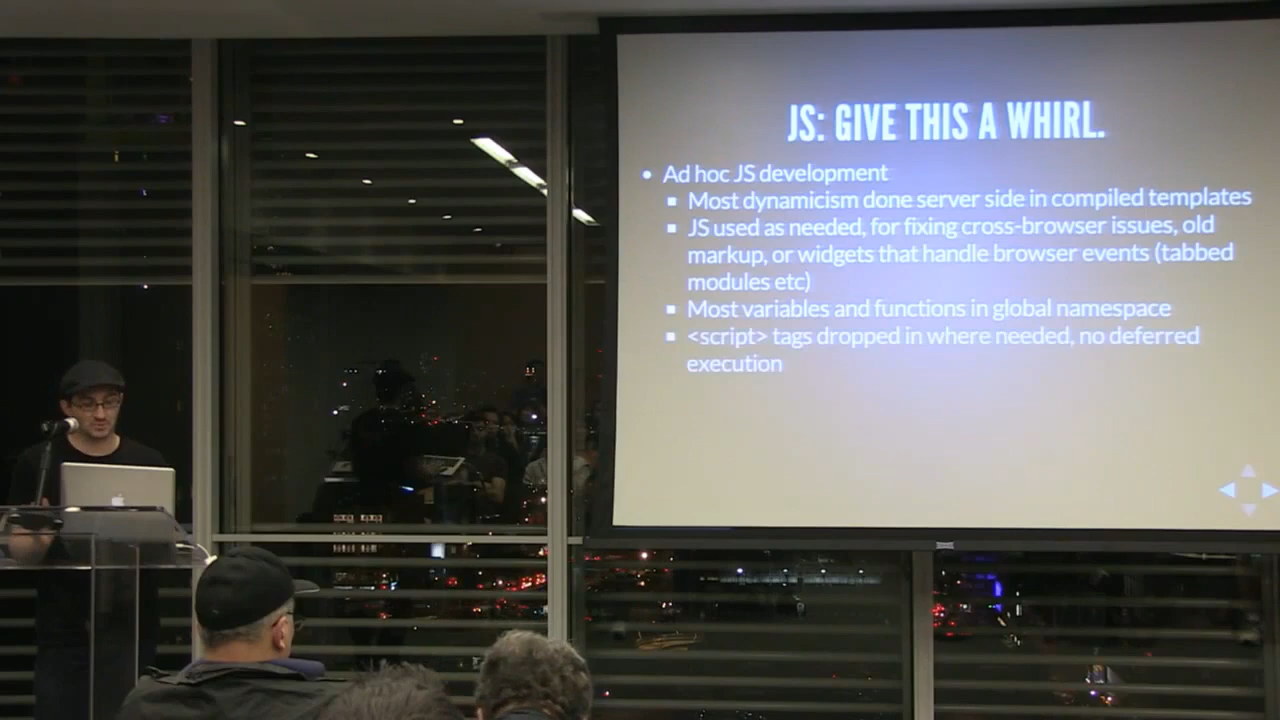 JS: GIVE THIS A WHIRL.
• Ad hoc JS development
▪ Most dynamicism done server side in compiled templates
▪ JS used as needed, for fixing cross-browser issues, old
markup, or widgets that handle browser events (tabbed
modules etc)
▪ Most variables and functions in global namespace
▪ <script> tags dropped in where needed, no deferred
execution